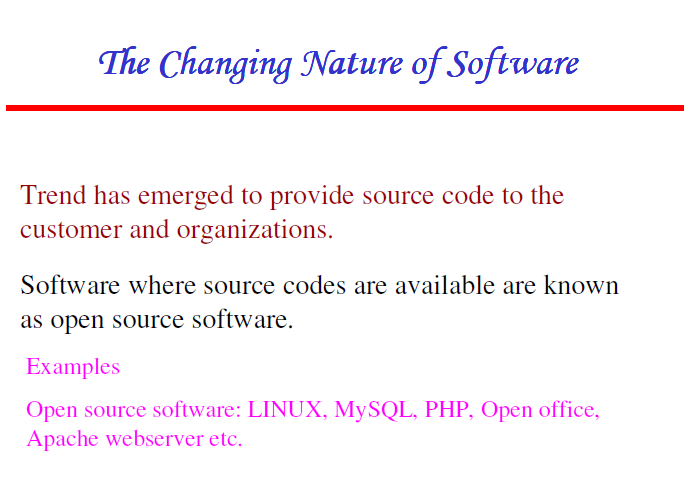 The Changing Nature of Software
Trend has emerged to provide source code to the
customer and organizations.
Software where source codes are available are known
as open source software.
Examples
Open source software: LINUX, MySQL, PHP, Open office,
Apache webserver etc.